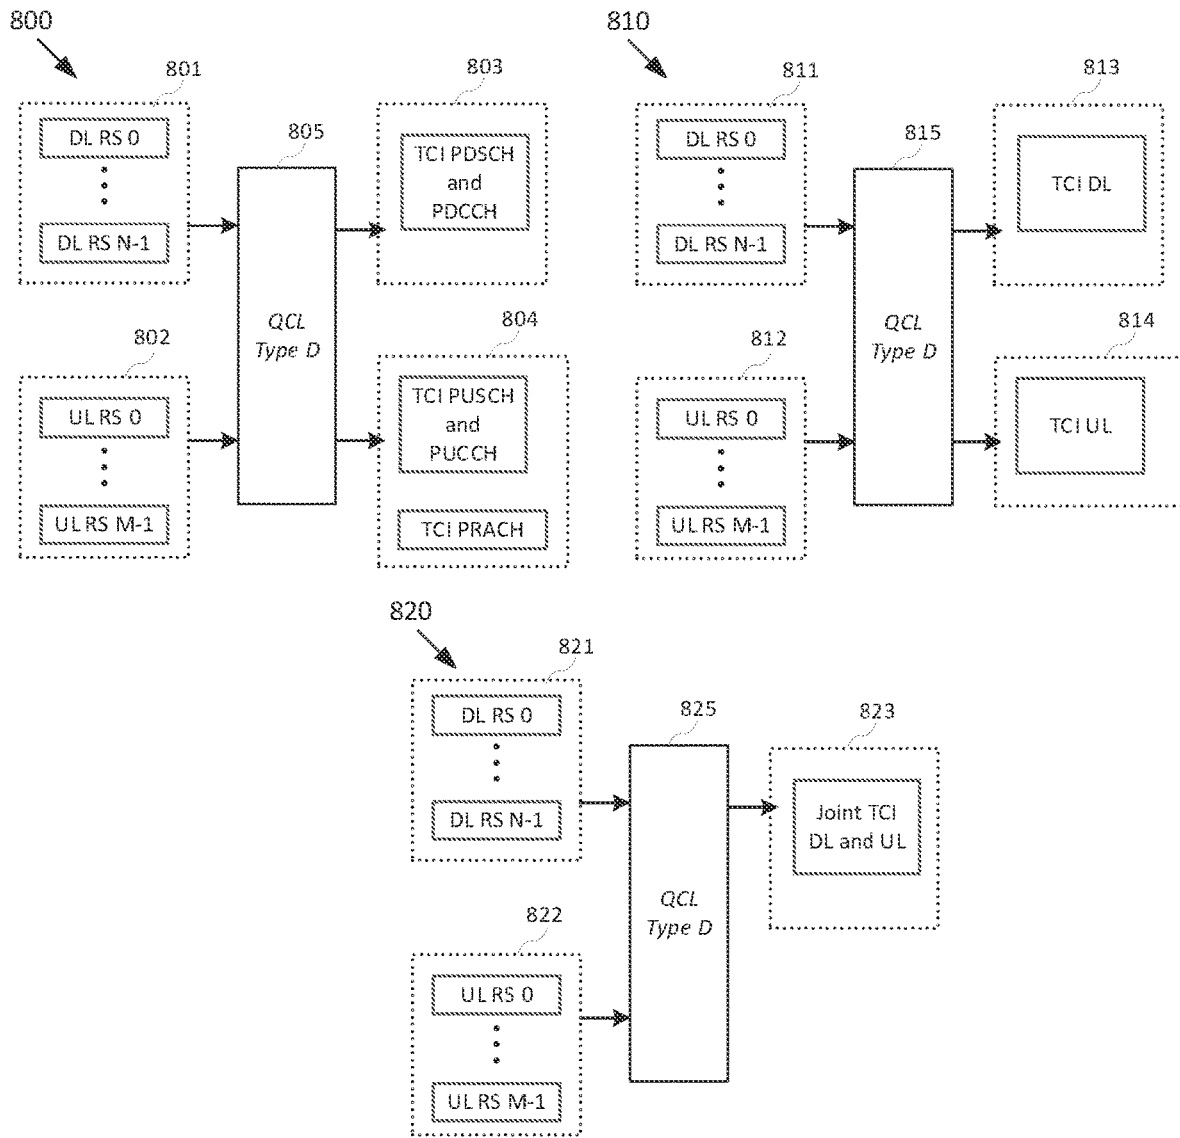 800
801
DL RS 0
DL RS N-1
802
UL RS 0
UL RS M-1
805
QCL
Type D
803
TCI PDSCH
and
PDCCH
804
TCI PUSCH
and
PUCCH
TCI PRACH
810
811
DL RS 0
DL RS N-1
812
UL RS 0
UL RS M-1
815
QCL
Type D
813
TCI DL
814
TCI UL
820
821
DL RS 0
DL RS N-1
822
UL RS 0
UL RS M-1
825
QCL
Type D
823
Joint TCI
DL and UL